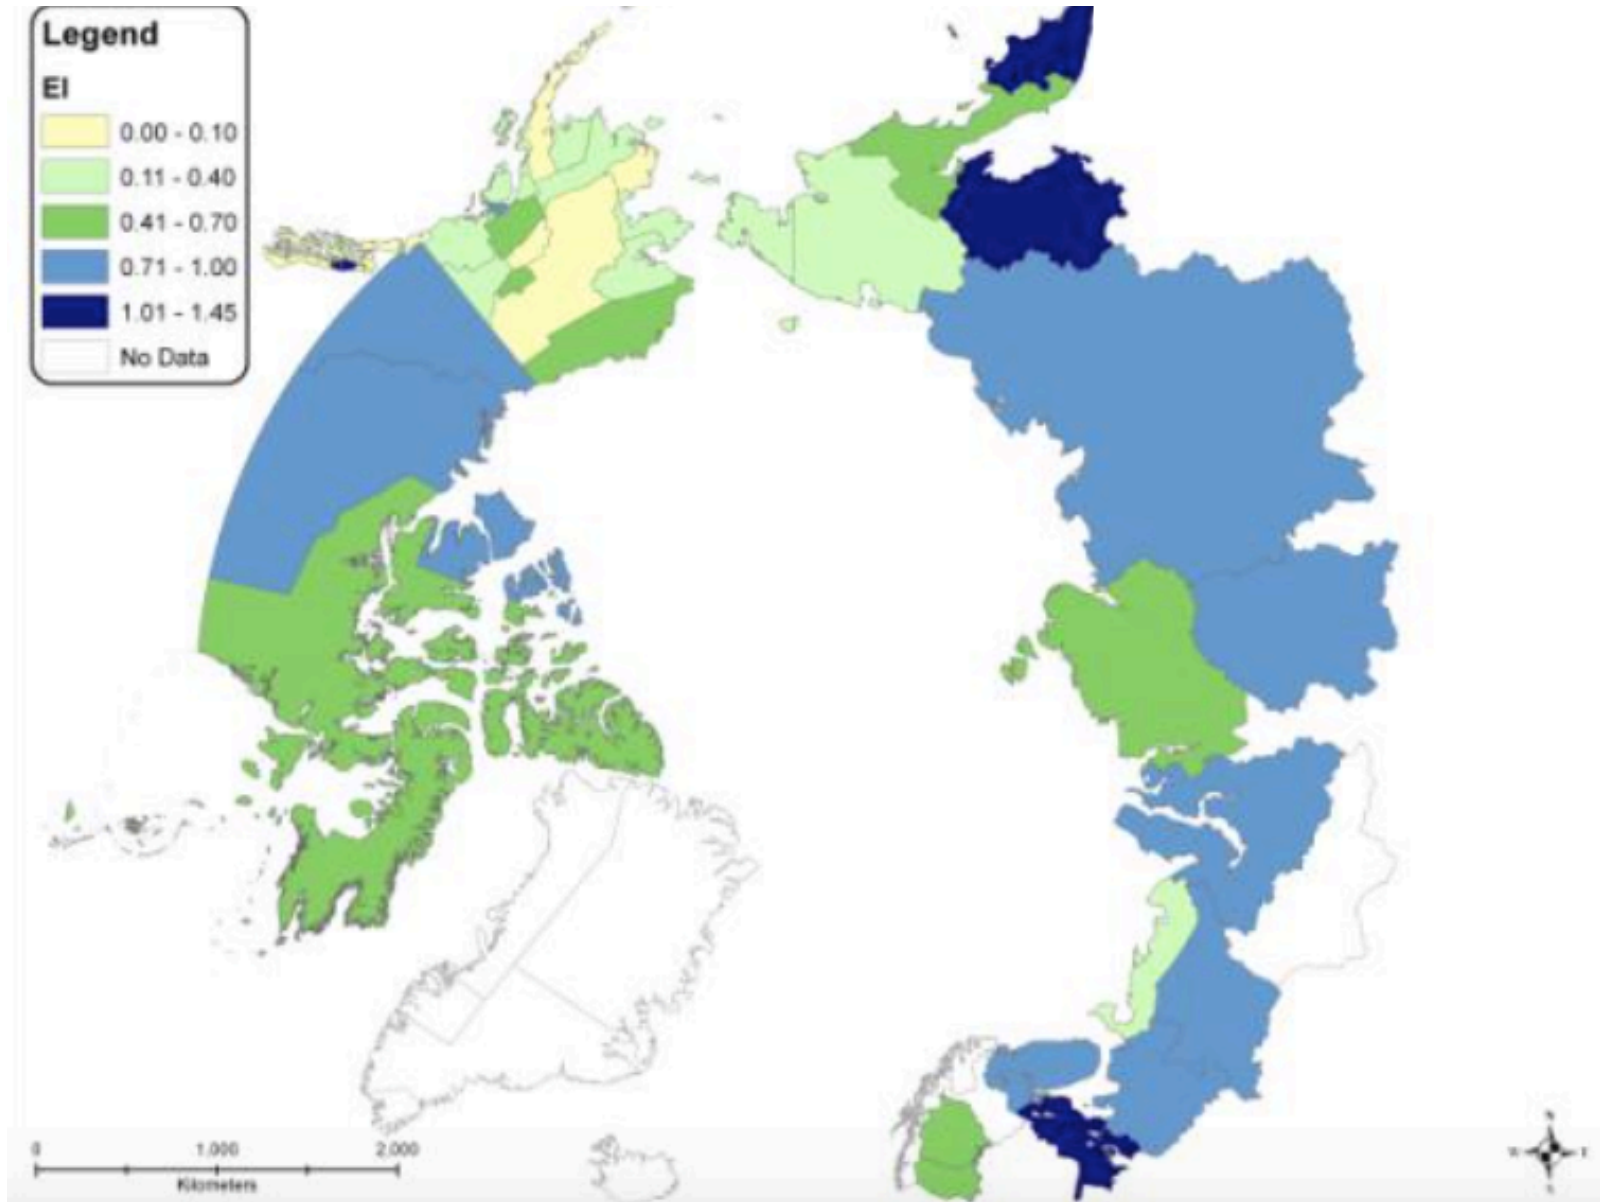 Legend
EI
0.00 - 0.10
0.11 - 0.40
0.41 - 0.70
0.71 - 1.00
1.01 - 1.45
No Data
0 1,000 2,000
Kilometers
N
W E
S